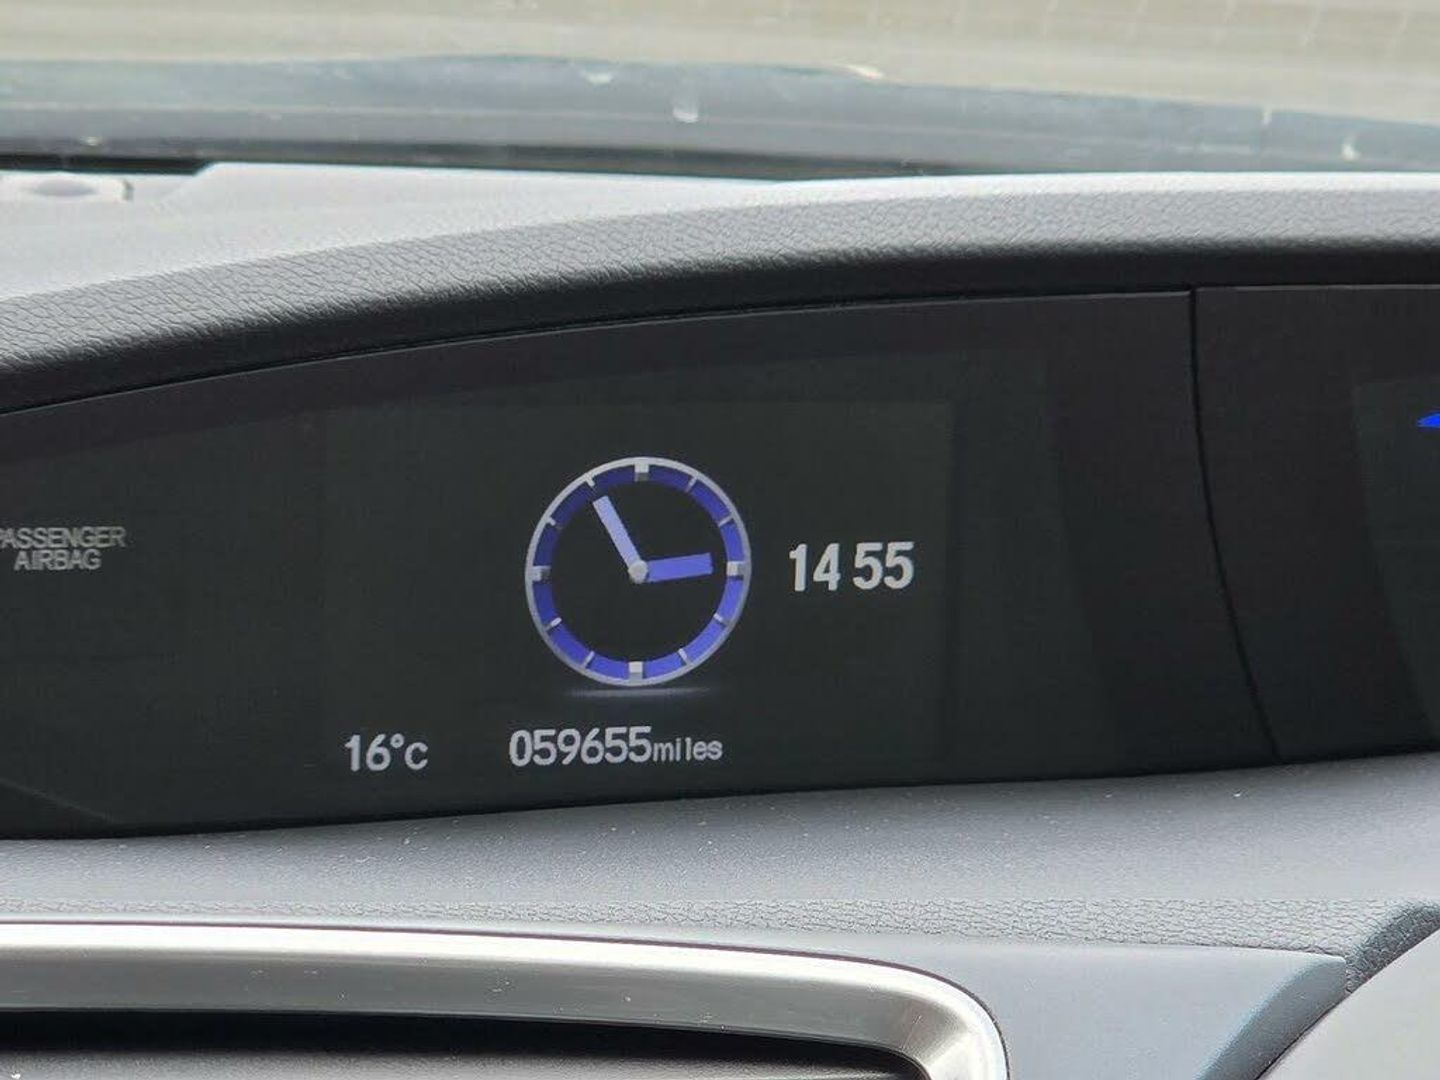 PASSENGER
AIRBAG
14 55
16°c
059655miles